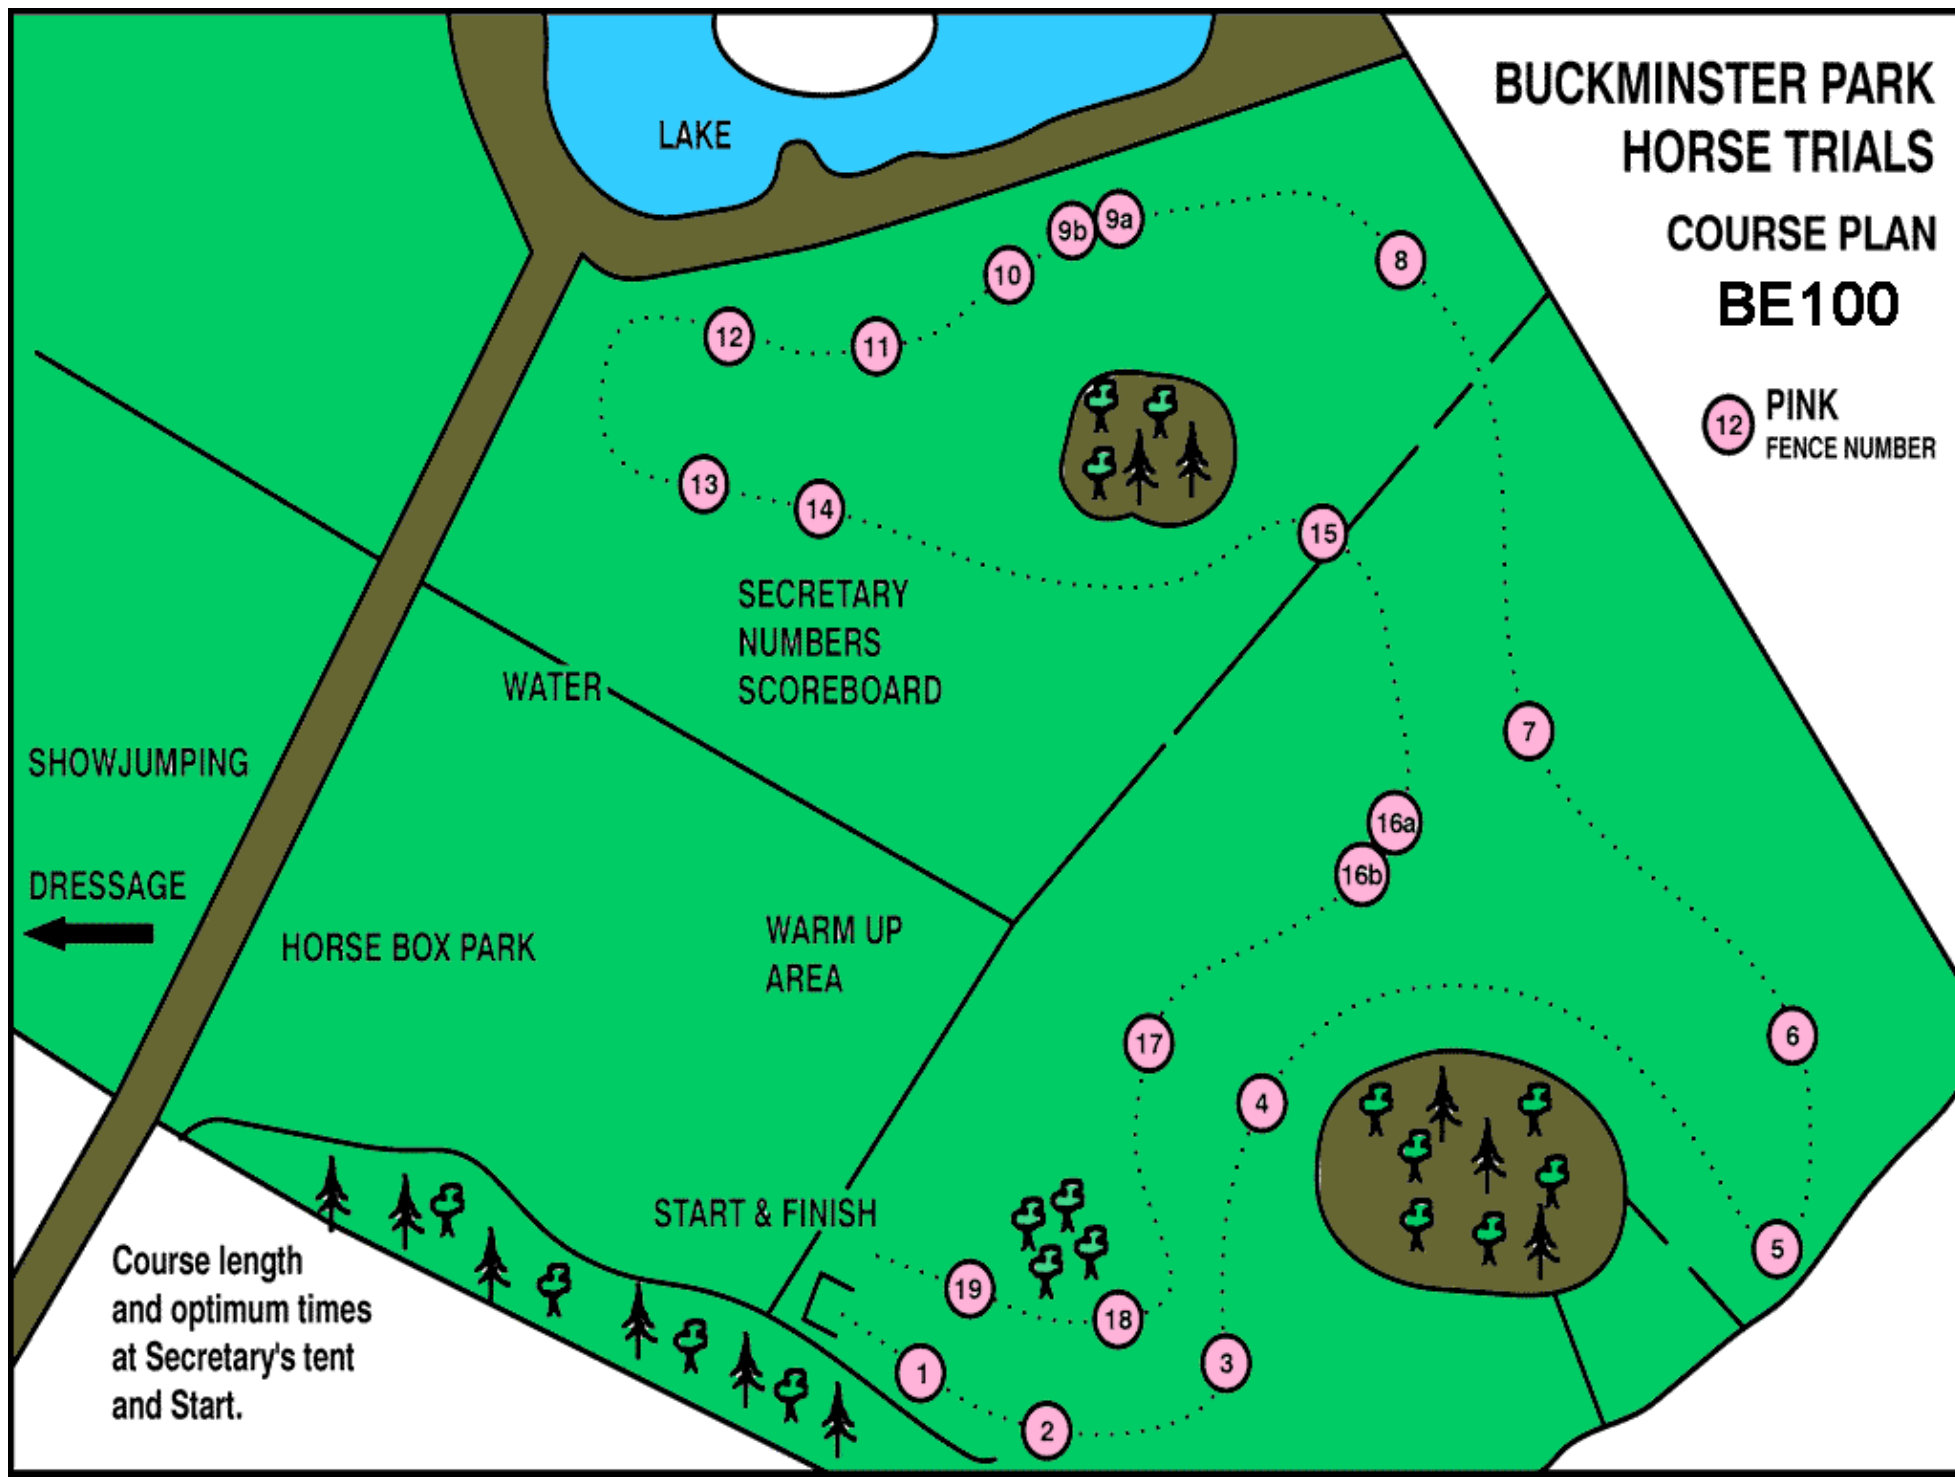 BUCKMINSTER PARK
HORSE TRIALS
COURSE PLAN
BE100
12
PINK
FENCE NUMBER
LAKE
9b
9a
8
10
12
11
13
14
15
SECRETARY
NUMBERS
SCOREBOARD
WATER
7
SHOWJUMPING
16a
16b
DRESSAGE
HORSE BOX PARK
WARM UP
AREA
17
6
4
START & FINISH
5
19
18
1
3
2
Course length
and optimum times
at Secretary's tent
and Start.